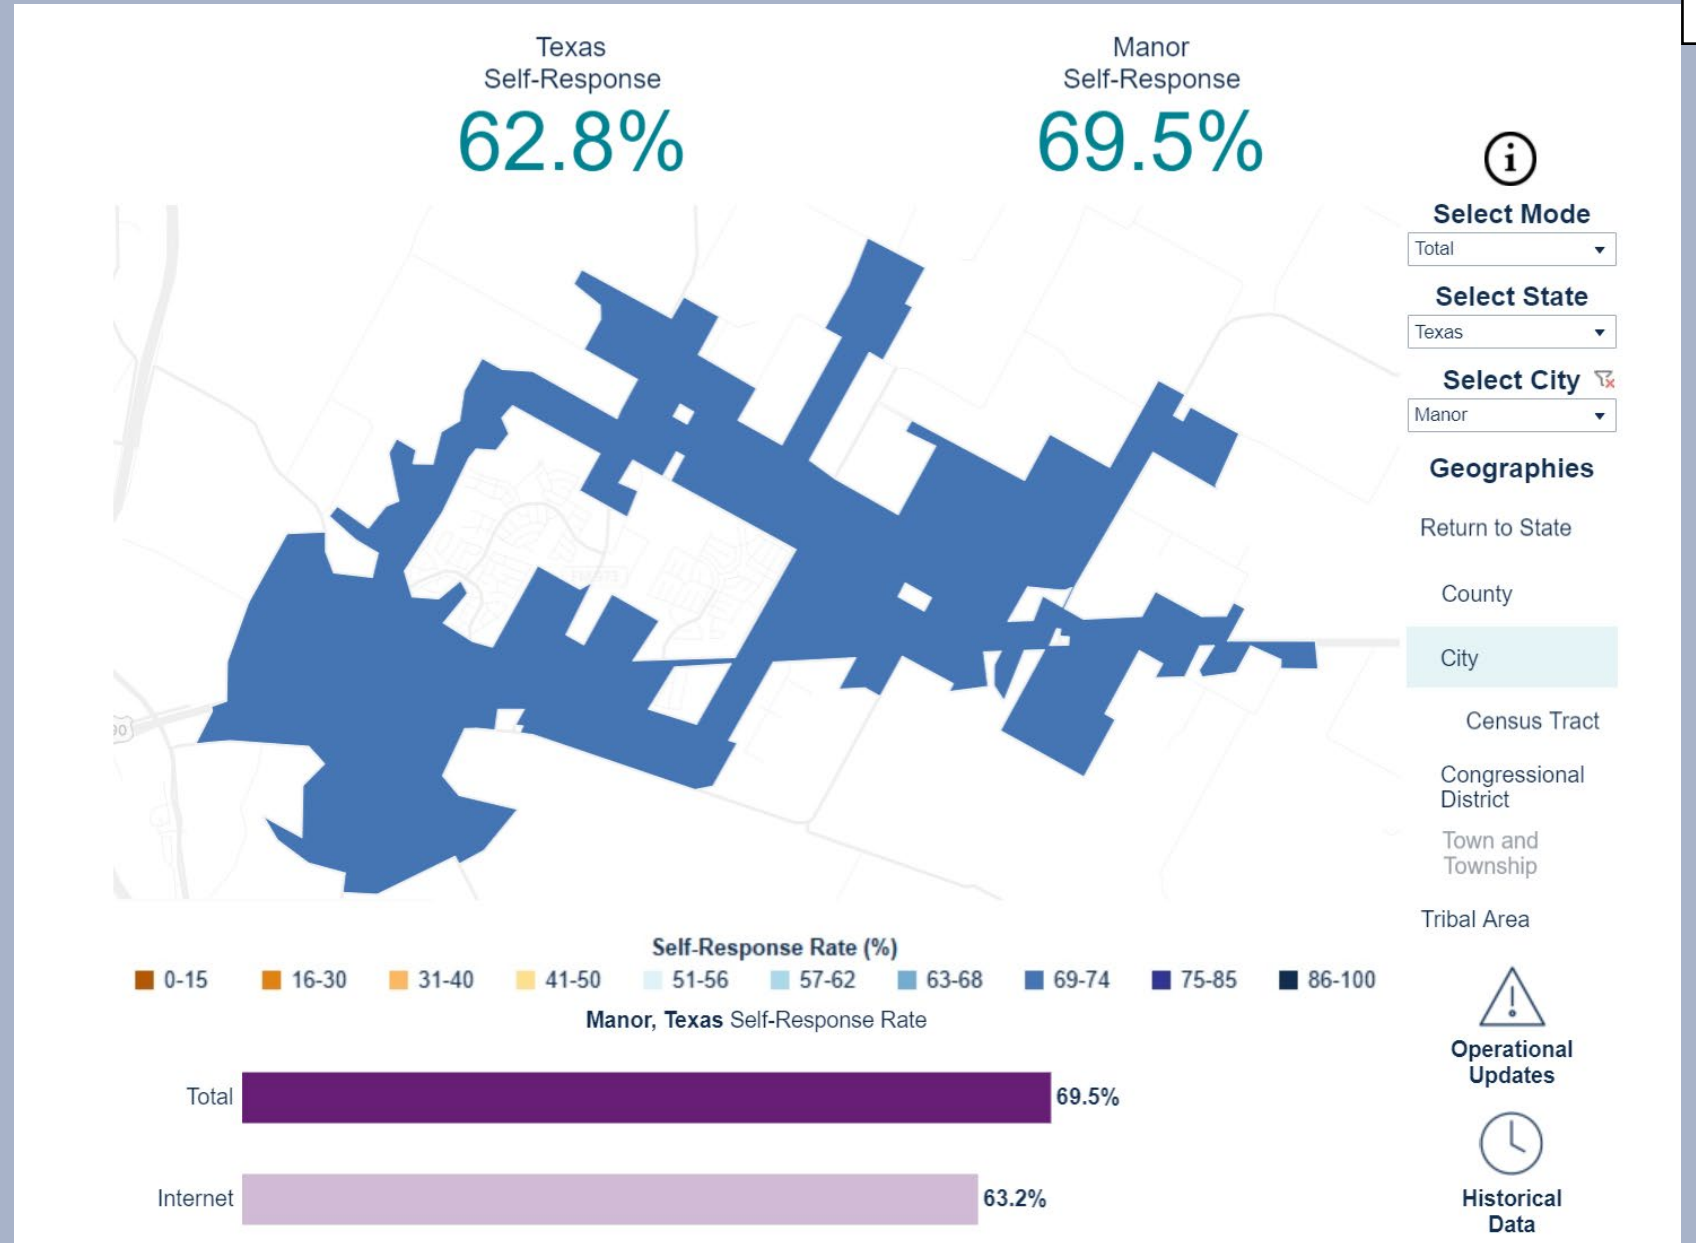 Texas
Self-Response
62.8%
Manor
Self-Response
69.5%
Select Mode
Total
Select State
Texas
Select City
Manor
Geographies
Return to State
County
City
Census Tract
Congressional
District
Town and
Township
Tribal Area
Operational
Updates
Historical
Data
90
Self-Response Rate (%)
0-15 16-30 31-40 41-50 51-56 57-62 63-68 69-74 75-85 86-100
Manor, Texas Self-Response Rate
Total 69.5%
Internet 63.2%